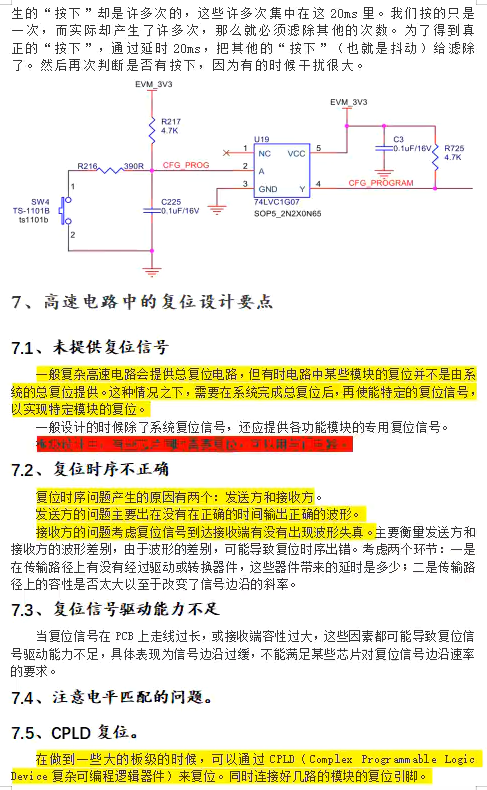 生的“按下”却是许多次的，这些许多次集中在这 20ms 里。我们按的只是
一次，而实际却产生了许多次，那么就必须滤除其他的次数。为了得到真
正的“按下”，通过延时 20ms，把其他的“按下”（也就是抖动）给滤除
了。然后再次判断是否有按下，因为有的时候干扰很大。
EVM_3V3
EVM_3V3
R217
4.7K
U19
C3
0.1uF/16V
R725
4.7K
R216
390R
CFG_PROG
1 NC VCC 5
2 A
3 GND Y 4
CFG_PROGRAM
74LVC1G07
SOP5_2N2X0N65
SW4
TS-1101B
ts1101b
1
2
C225
0.1uF/16V
7、高速电路中的复位设计要点
7.1、未提供复位信号
一般复杂高速电路会提供总复位电路，但有时电路中某些模块的复位并不是由系
统的总复位提供。这种情况之下，需要在系统完成总复位后，再使能特定的复位信号，
以实现特定模块的复位。
一般设计的时候除了系统复位信号，还应提供各功能模块的专用复位信号。
7.2、复位时序不正确
复位时序问题产生的原因有两个：发送方和接收方。
发送方的问题主要出在没有在正确的时间输出正确的波形。
接收方的问题考虑复位信号到达接收端有没有出现波形失真。主要衡量发送方和
接收方的波形差别，由于波形的差别，可能导致复位时序出错。考虑两个环节：一是
在传输路径上有没有经过驱动或转换器件，这些器件带来的延时是多少；二是传输路
径上的容性是否太大以至于改变了信号边沿的斜率。
7.3、复位信号驱动能力不足
当复位信号在 PCB 上走线过长，或接收端容性过大，这些因素都可能导致复位信
号驱动能力不足，具体表现为信号边沿过缓，不能满足某些芯片对复位信号边沿速率
的要求。
7.4、注意电平匹配的问题。
7.5、CPLD 复位。
在做到一些大的板级的时候，可以通过 CPLD（Complex Programmable Logic
Device 复杂可编程逻辑器件）来复位。同时连接好几路的模块的复位引脚。